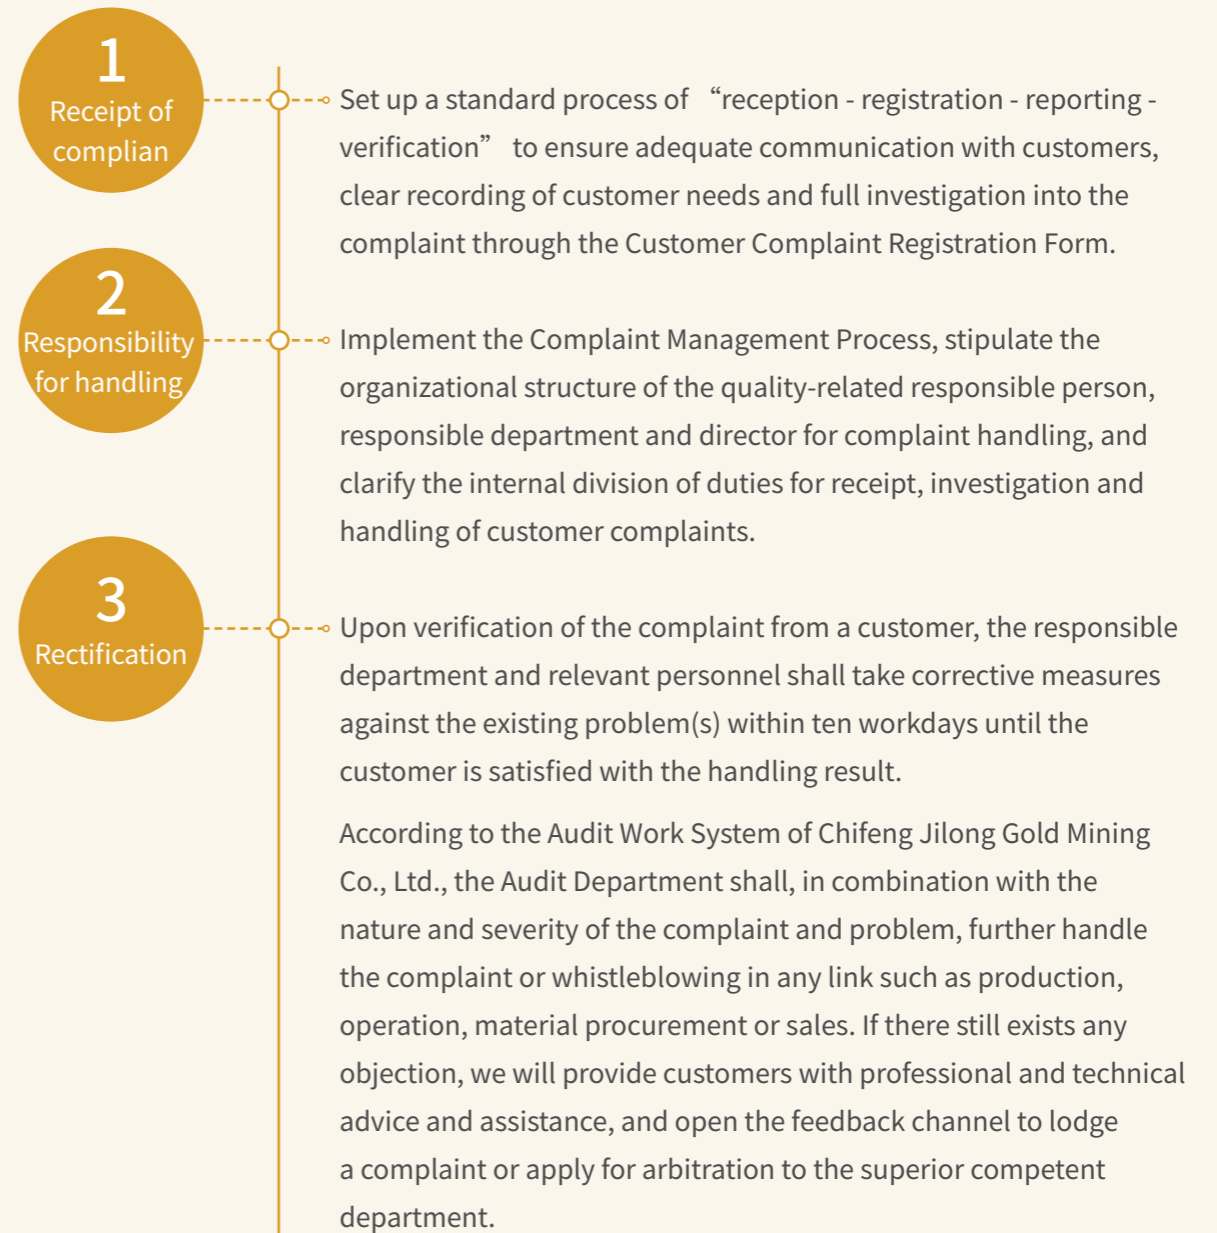 1
Receipt of
complian
Set up a standard process of “reception - registration - reporting -
verification” to ensure adequate communication with customers,
clear recording of customer needs and full investigation into the
complaint through the Customer Complaint Registration Form.
2
Responsibility
for handling
Implement the Complaint Management Process, stipulate the
organizational structure of the quality-related responsible person,
responsible department and director for complaint handling, and
clarify the internal division of duties for receipt, investigation and
handling of customer complaints.
3
Rectification
Upon verification of the complaint from a customer, the responsible
department and relevant personnel shall take corrective measures
against the existing problem(s) within ten workdays until the
customer is satisfied with the handling result.
According to the Audit Work System of Chifeng Jilong Gold Mining
Co., Ltd., the Audit Department shall, in combination with the
nature and severity of the complaint and problem, further handle
the complaint or whistleblowing in any link such as production,
operation, material procurement or sales. If there still exists any
objection, we will provide customers with professional and technical
advice and assistance, and open the feedback channel to lodge
a complaint or apply for arbitration to the superior competent
department.